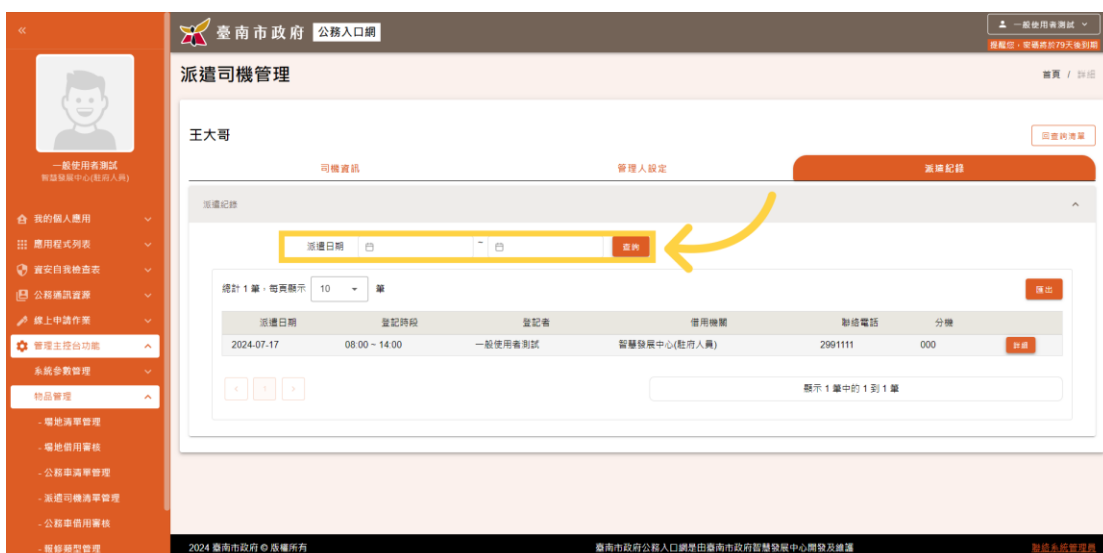 «
臺南市政府 公務入口網
一般使用者測試
提醒您，密碼將於79天後到期
派遣司機管理
首頁 / 詳細
一般使用者測試
智慧發展中心(駐府人員)
我的個人應用
應用程式列表
資安自我檢查表
公務通訊資源
線上申請作業
管理主控台功能
系統參數管理
物品管理
- 場地清單管理
- 場地借用審核
- 公務車清單管理
- 派遣司機清單管理
- 公務車借用審核
- 報修類型管理
王大哥
回查詢清單
司機資訊 管理人設定 派遣紀錄
派遣紀錄
派遣日期 - 查詢
總計 1 筆，每頁顯示 10 筆
匯出
派遣日期 登記時段 登記者 借用機關 聯絡電話 分機
2024-07-17 08:00 ~ 14:00 一般使用者測試 智慧發展中心(駐府人員) 2991111 000 詳細
< 1 >
顯示 1 筆中的 1 到 1 筆
2024 臺南市政府 © 版權所有
臺南市政府公務入口網是由臺南市政府智慧發展中心開發及維護
聯絡系統管理員